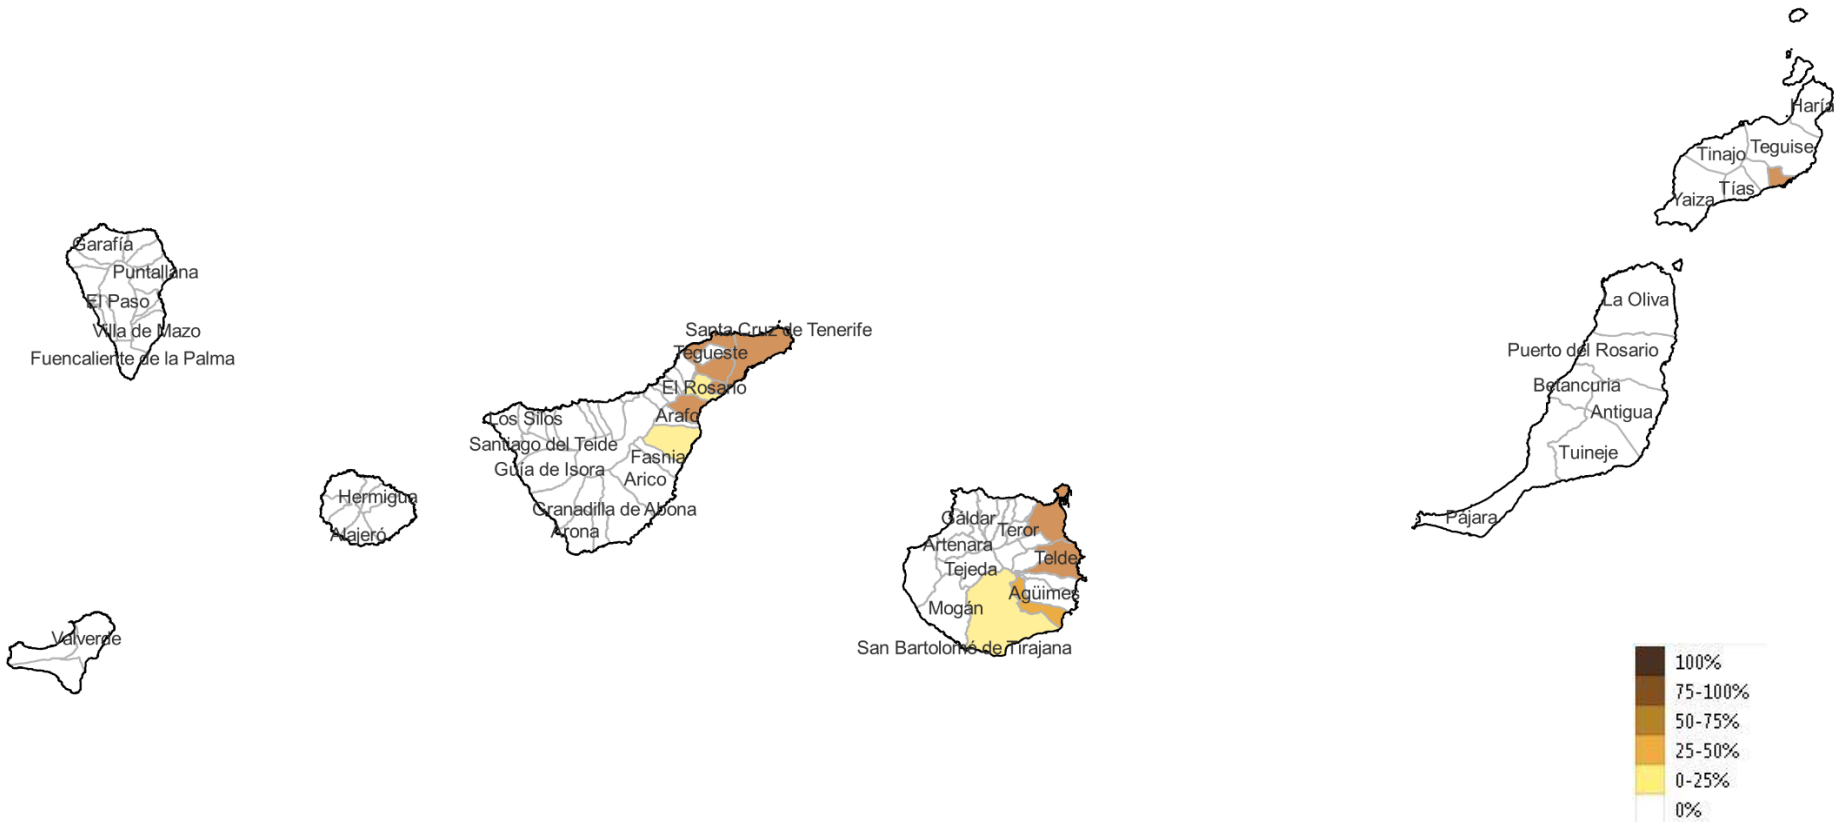 Haría
Teguise
Tinajo
Tías
Yaiza
Garafía
Puntallana
El Paso
Villa de Mazo
Fuencaliente de la Palma
La Oliva
Puerto del Rosario
Betancuria
Antigua
Tuineje
Pájara
Santa Cruz de Tenerife
Tegueste
El Rosario
Arafo
Los Silos
Santiago del Teide
Fasnia
Guía de Isora
Arico
Granadilla de Abona
Arona
Hermigua
Alajeró
Gáldar
Teror
Artenara
Telde
Tejeda
Agüimes
Mogán
San Bartolomé de Tirajana
Valverde
100%
75-100%
50-75%
25-50%
0-25%
0%